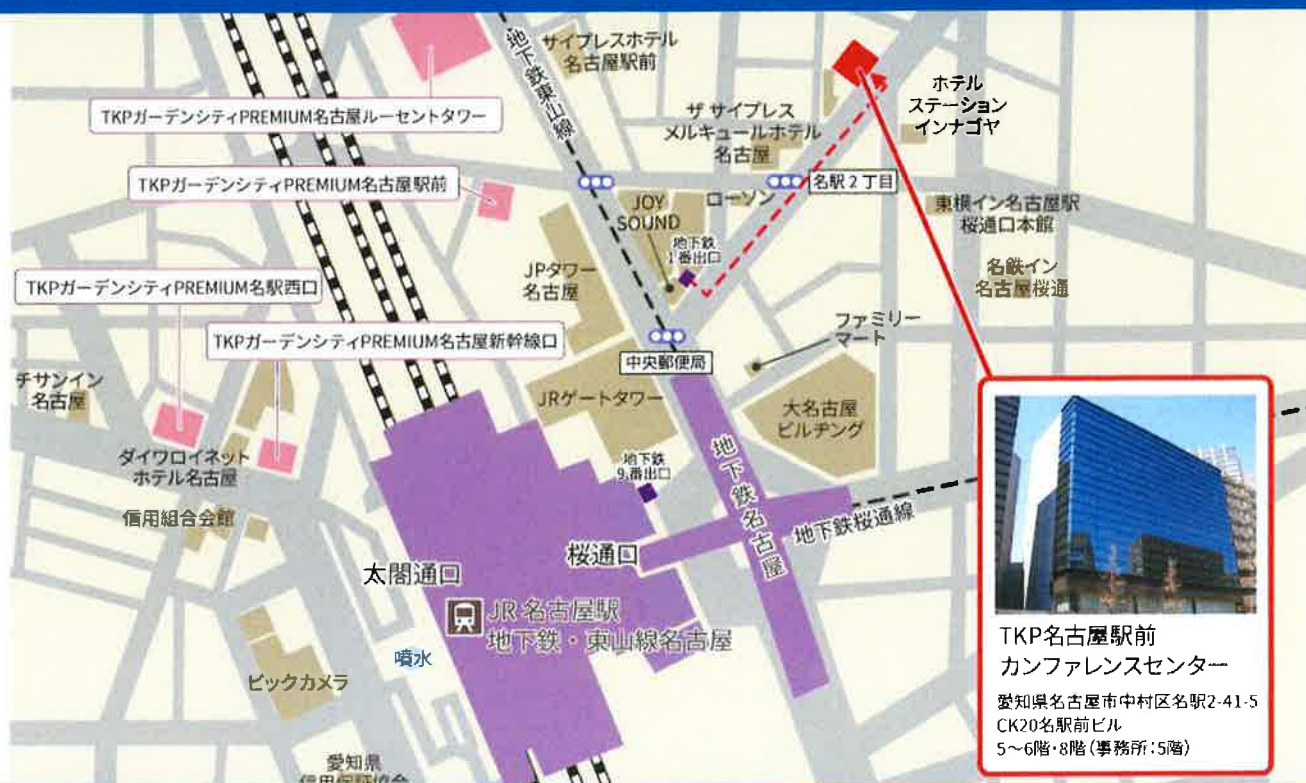 地下鉄東山線
サイプレスホテル
名古屋駅前
ホテル
ステーション
インナゴヤ
TKPガーデンシティPREMIUM名古屋ルーセントタワー
ザ サイプレス
メルキュールホテル
名古屋
TKPガーデンシティPREMIUM名古屋駅前
名駅2丁目
JOY
SOUND
ローソン
東横イン名古屋駅
桜通口本館
地下鉄
1番出口
JPタワー
名古屋
名鉄イン
名古屋桜通
TKPガーデンシティPREMIUM名駅西口
TKPガーデンシティPREMIUM名古屋新幹線口
ファミリー
マート
中央郵便局
チサンイン
名古屋
JRゲートタワー
大名古屋
ビルヂング
ダイワロイネット
ホテル名古屋
地下鉄
9番出口
地下鉄名古屋
信用組合会館
地下鉄桜通線
桜通口
太閤通口
JR 名古屋駅
地下鉄・東山線名古屋
噴水
ビックカメラ
愛知県
信用保証協会
TKP名古屋駅前
カンファレンスセンター
愛知県名古屋市中村区名駅2-41-5
CK20名駅前ビル
5～6階・8階(事務所:5階)